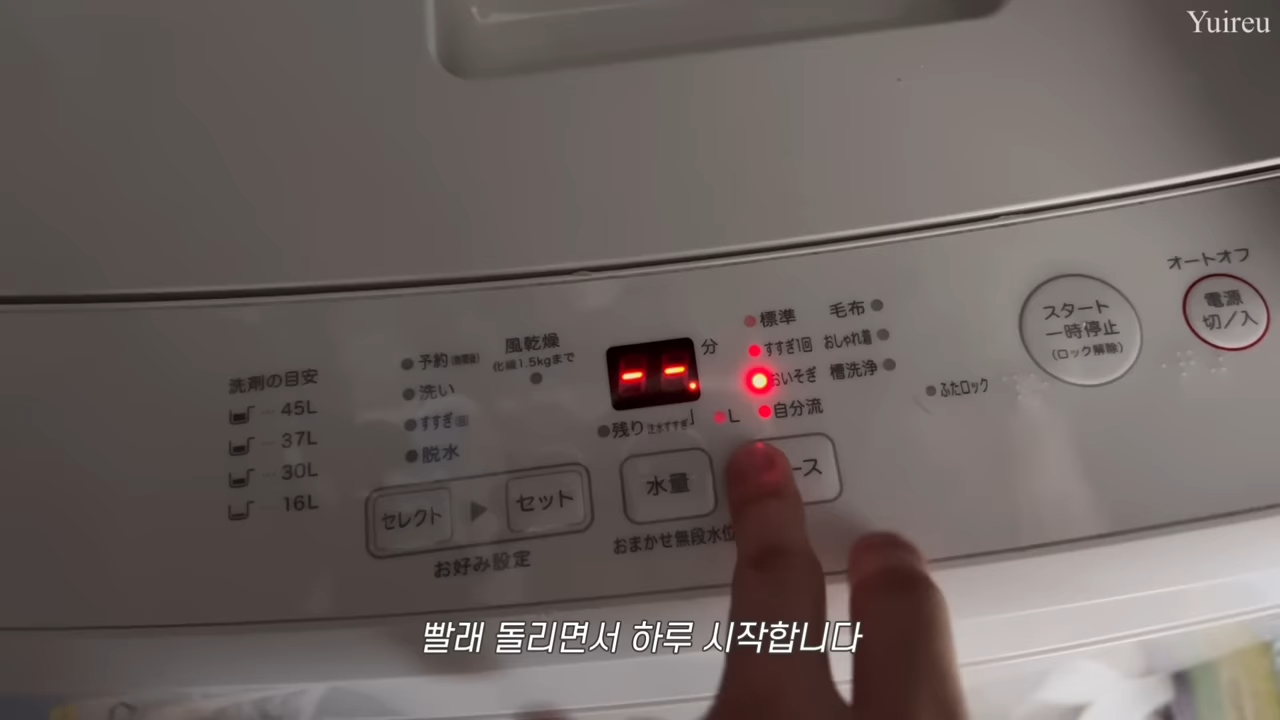 Yuireu
オートオフ
電源
切/入
スタート
一時停止
(ロック解除)
ふたロック
標準
すすぎ1回
おいそぎ
自分流
毛布
おしゃれ着
槽洗浄
分
残り
L
風乾燥
(化繊1.5kgまで
予約
洗い
すすぎ
脱水
洗剤の目安
45L
37L
30L
16L
セレクト
セット
お好み設定
水量
おまかせ無段水位
ース
빨래 돌리면서 하루 시작합니다